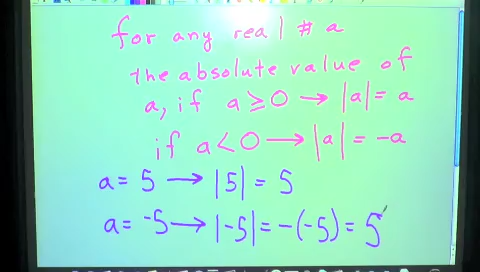 for any real # a
the absolute value of
a, if a ≥ 0 → |a| = a
if a < 0 → |a| = -a
a = 5 → |5| = 5
a = -5 → |-5| = -(-5) = 5